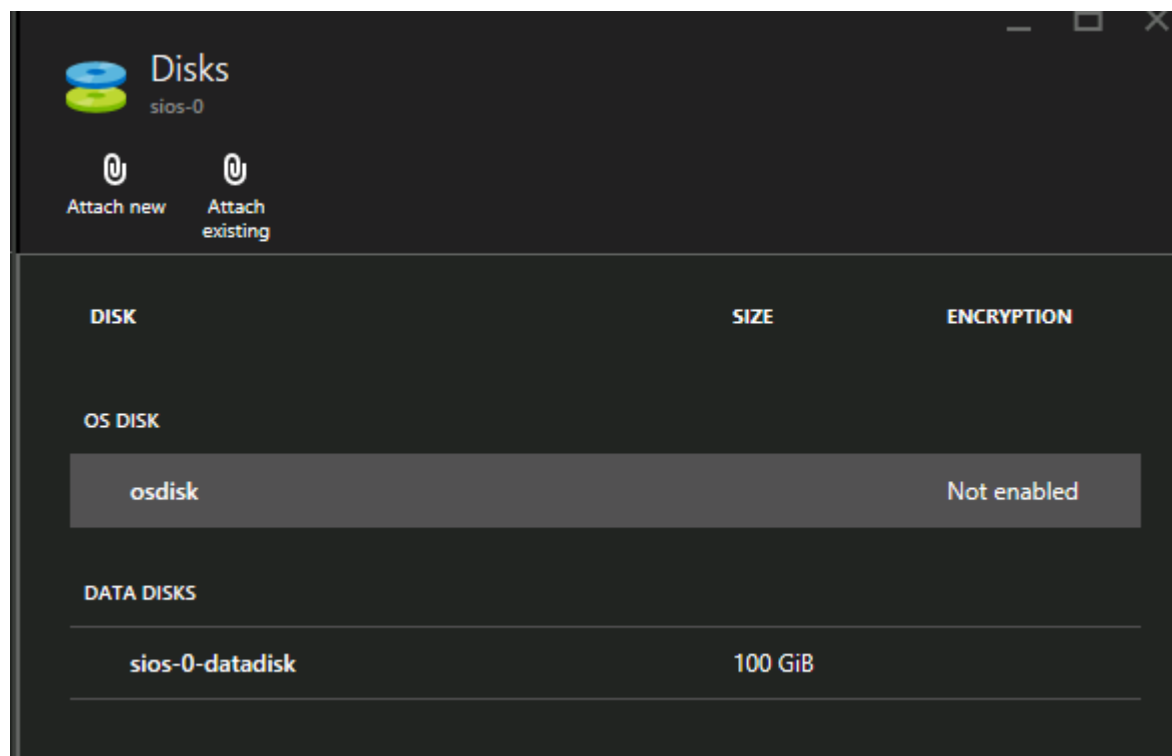 Disks
sios-0
Attach new
Attach existing
DISK SIZE ENCRYPTION
OS DISK
osdisk Not enabled
DATA DISKS
sios-0-datadisk 100 GiB